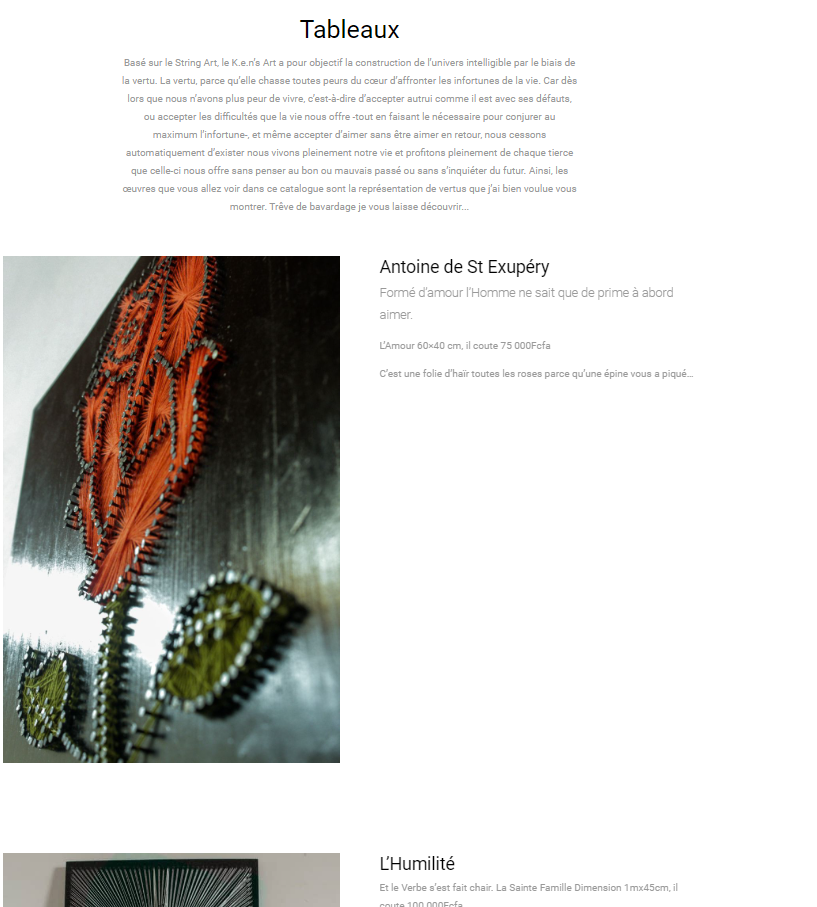 Tableaux
Basé sur le String Art, le K.e.n's Art a pour objectif la construction de l'univers intelligible par le biais de
la vertu. La vertu, parce qu'elle chasse toutes peurs du cœur d'affronter les infortunes de la vie. Car dès
lors que nous n'avons plus peur de vivre, c'est-à-dire d'accepter autrui comme il est avec ses défauts,
ou accepter les difficultés que la vie nous offre -tout en faisant le nécessaire pour conjurer au
maximum l'infortune-, et même accepter d'aimer sans être aimer en retour, nous cessons
automatiquement d'exister nous vivons pleinement notre vie et profitons pleinement de chaque tierce
que celle-ci nous offre sans penser au bon ou mauvais passé ou sans s'inquiéter du futur. Ainsi, les
œuvres que vous allez voir dans ce catalogue sont la représentation de vertus que j'ai bien voulue vous
montrer. Trêve de bavardage je vous laisse découvrir...
Antoine de St Exupéry
Formé d'amour l'Homme ne sait que de prime à abord
aimer.
L'Amour 60×40 cm, il coute 75 000Fcfa
C'est une folie d'haïr toutes les roses parce qu'une épine vous a piqué...
L'Humilité
Et le Verbe s'est fait chair. La Sainte Famille Dimension 1mx45cm, il
coute 100 000Fcfa